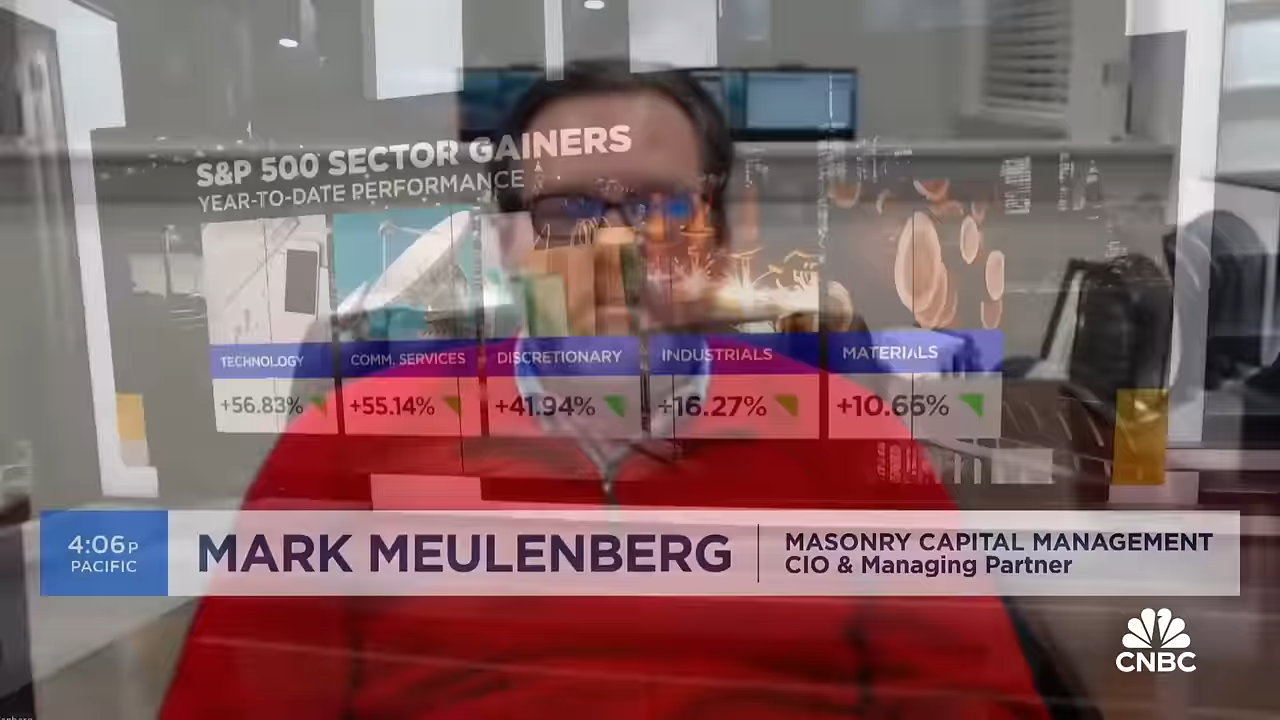 S&P 500 SECTOR GAINERS
YEAR-TO-DATE PERFORMANCE
TECHNOLOGY
COMM. SERVICES
DISCRETIONARY
INDUSTRIALS
MATERIALS
+56.83%
+55.14%
+41.94%
+16.27%
+10.66%
4:06P
PACIFIC
MARK MEULENBERG
MASONRY CAPITAL MANAGEMENT
CIO & Managing Partner
CNBC